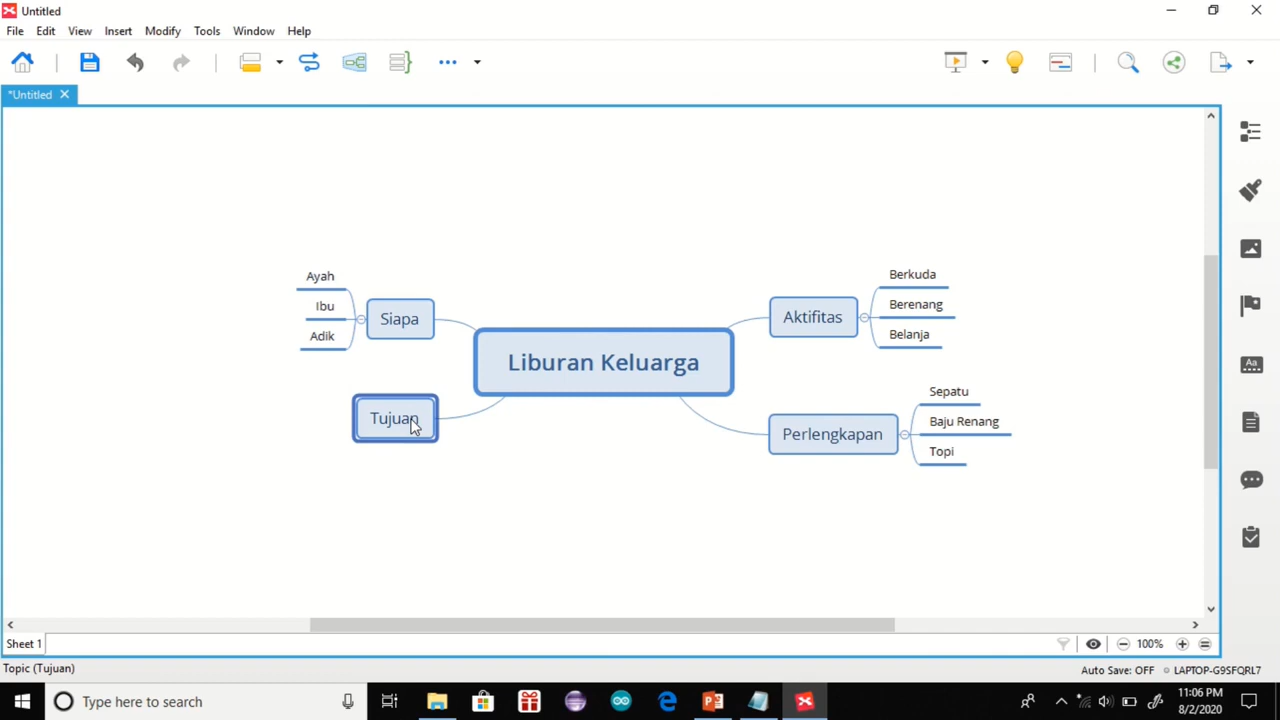 Untitled
File Edit View Insert Modify Tools Window Help
*Untitled
Ayah
Ibu
Adik
Siapa
Tujuan
Liburan Keluarga
Aktifitas
Berkuda
Berenang
Belanja
Perlengkapan
Sepatu
Baju Renang
Topi
Aa
Sheet 1
100%
Topic (Tujuan)
Auto Save: OFF
LAPTOP-G9SFQRL7
Type here to search
11:06 PM
8/2/2020